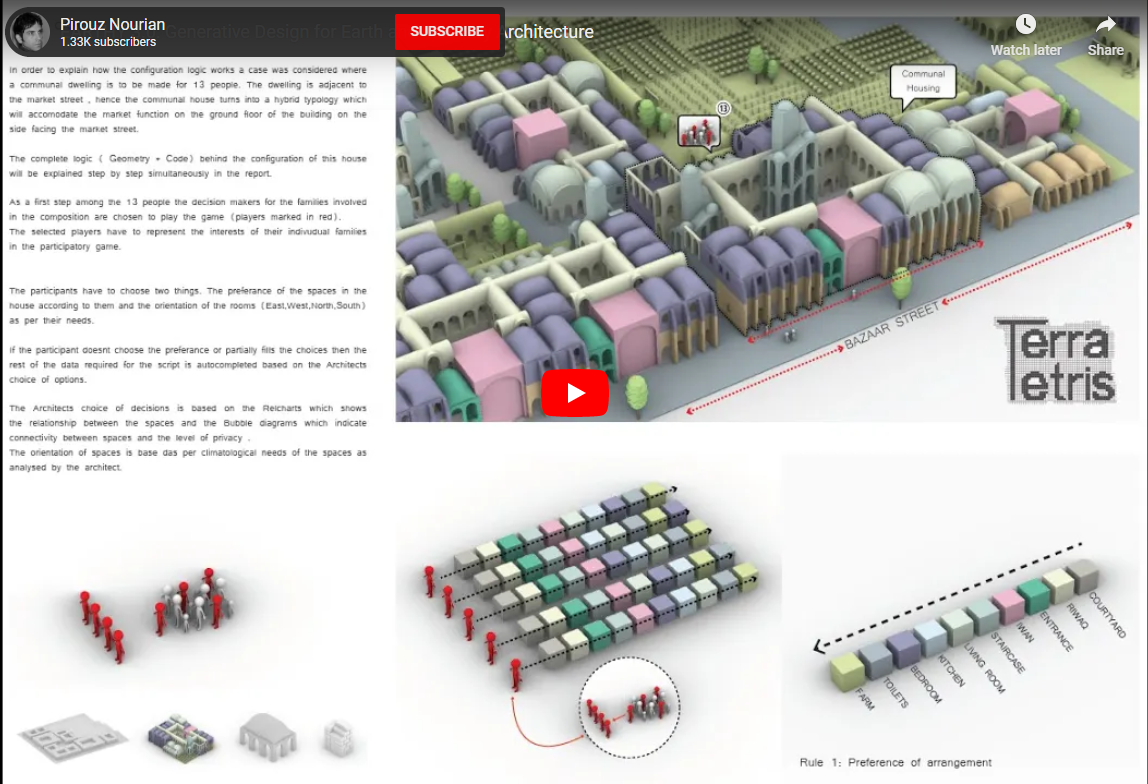 Pirouz Nourian
1.33K subscribers
SUBSCRIBE
Generative Design for Earth a
Architecture
Watch later
Share
In order to explain how the configuration logic works a case was considered where
a communal dwelling is to be made for 13 people. The dwelling is adjacent to
the market street , hence the communal house turns into a hybrid typology which
will accomodate the market function on the ground floor of the building on the
side facing the market street.
The complete logic ( Geometry + Code) behind the configuration of this house
will be explained step by step simultaneously in the report.
As a first step among the 13 people the decision makers for the families involved
in the composition are chosen to play the game (players marked in red).
The selected players have to represent the interests of their indivudual families
in the participatory game.
The participants have to choose two things. The preferance of the spaces in the
house according to them and the orientation of the rooms (East,West,North,South)
as per their needs.
if the participant doesnt choose the preferance or partially fills the choices then the
rest of the data required for the script is autocompleted based on the Architects
choice of options.
The Architects choice of decisions is based on the Relcharts which shows
the relationship between the spaces and the Bubble diagrams which indicate
connectivity between spaces and the level of privacy .
The orientation of spaces is base das per climatological needs of the spaces as
analysed by the architect.
13
Communal
Housing
BAZAAR STREET
Terra
Tetris
FARM
TOILETS
BEDROOM
KITCHEN
LIVING ROOM
STAIRCASE
IWAN
ENTRANCE
RIWAQ
COURTYARD
Rule 1: Preference of arrangement